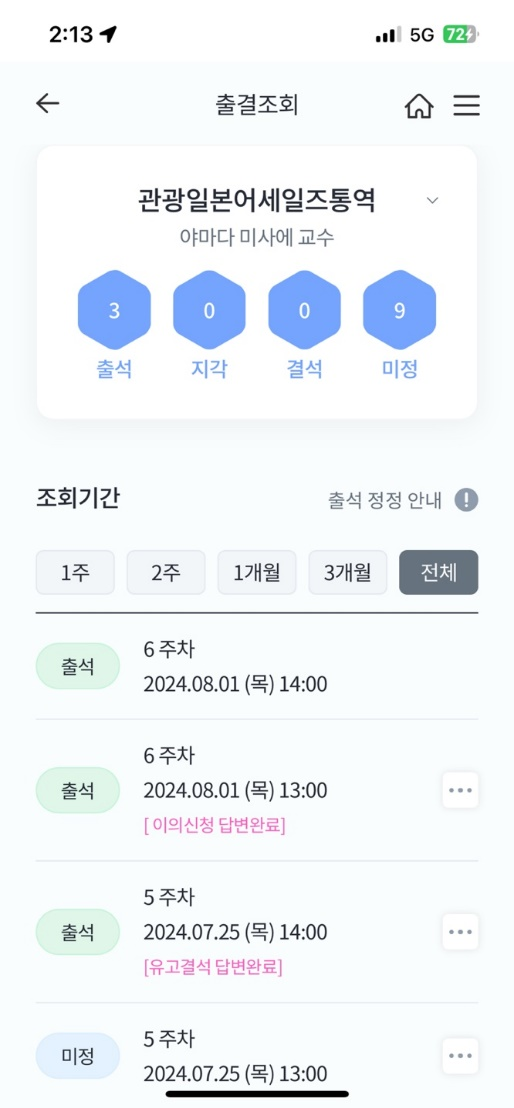 2:13
5G
72
출결조회
관광일본어세일즈통역
야마다 미사에 교수
3 0 0 9
출석 지각 결석 미정
조회기간 출석 정정 안내 !
1주 2주 1개월 3개월 전체
6 주차
출석 2024.08.01 (목) 14:00
6 주차
출석 2024.08.01 (목) 13:00
[ 이의신청 답변완료]
5 주차
출석 2024.07.25 (목) 14:00
[유고결석 답변완료]
5 주차
미정 2024.07.25 (목) 13:00